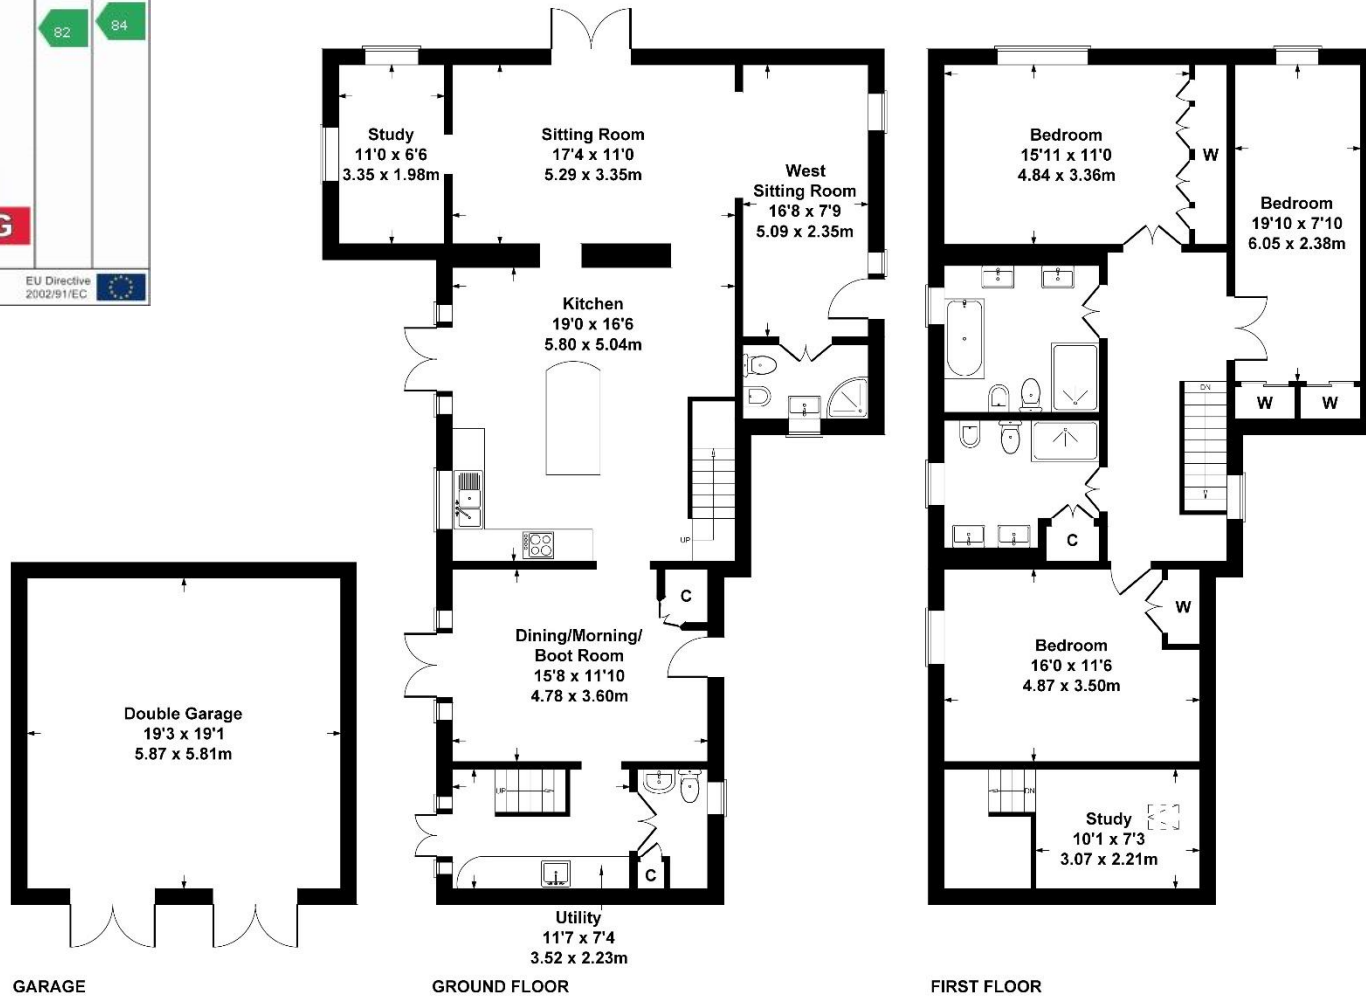 82
84
G
EU Directive
2002/91/EC
Study
11'0 x 6'6
3.35 x 1.98m
Sitting Room
17'4 x 11'0
5.29 x 3.35m
West
Sitting Room
16'8 x 7'9
5.09 x 2.35m
Kitchen
19'0 x 16'6
5.80 x 5.04m
UP
C
Dining/Morning/
Boot Room
15'8 x 11'10
4.78 x 3.60m
UP
C
Utility
11'7 x 7'4
3.52 x 2.23m
Double Garage
19'3 x 19'1
5.87 x 5.81m
Bedroom
15'11 x 11'0
4.84 x 3.36m
W
Bedroom
19'10 x 7'10
6.05 x 2.38m
W
W
DN
C
W
Bedroom
16'0 x 11'6
4.87 x 3.50m
DN
Study
10'1 x 7'3
3.07 x 2.21m
GARAGE
GROUND FLOOR
FIRST FLOOR